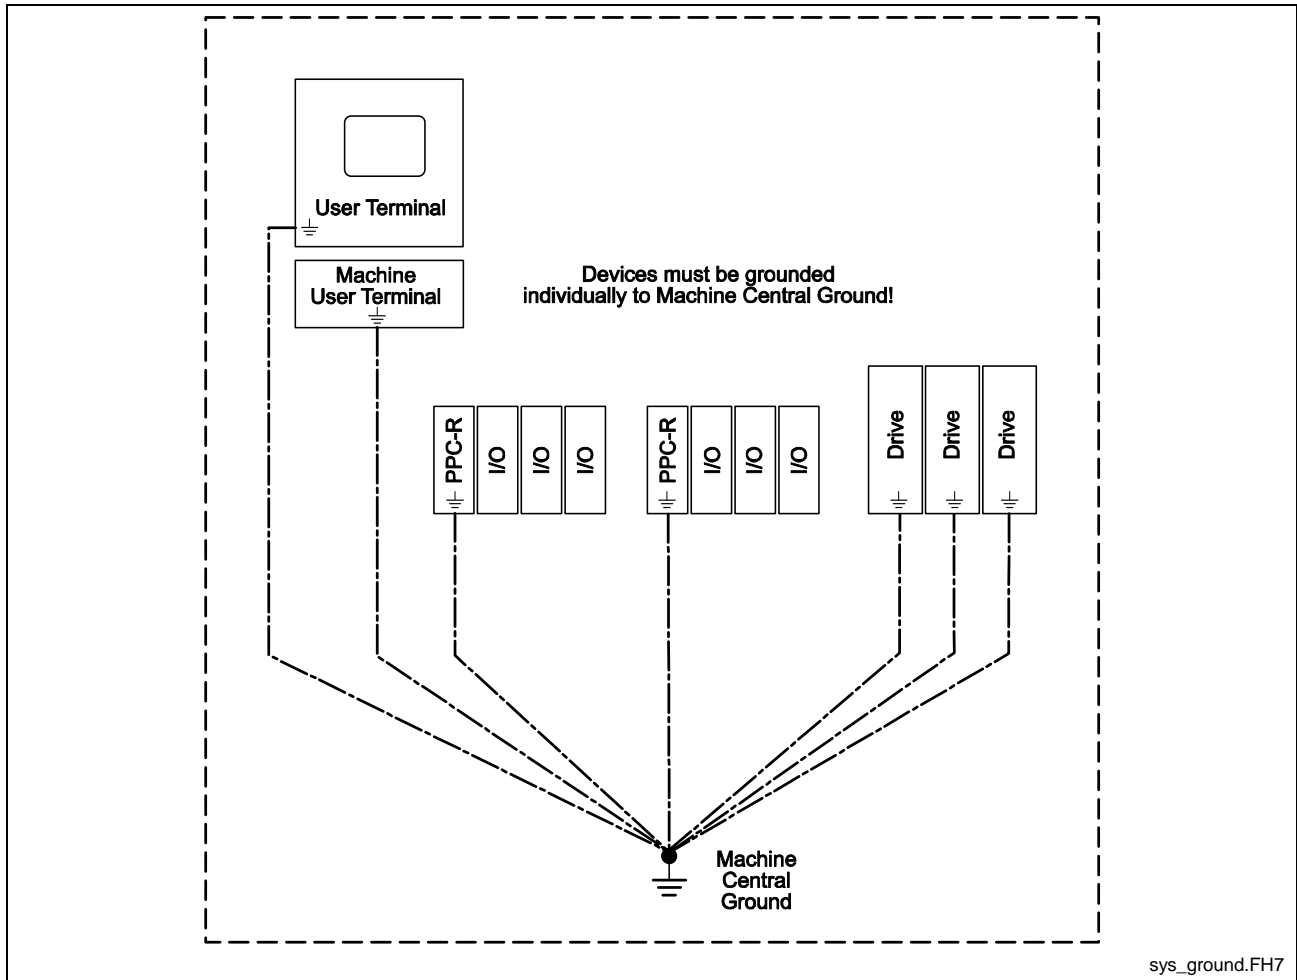 User Terminal
Machine
User Terminal
Devices must be grounded
individually to Machine Central Ground!
PPC-R
I/O
I/O
I/O
PPC-R
I/O
I/O
I/O
Drive
Drive
Drive
Machine
Central
Ground
sys_ground.FH7